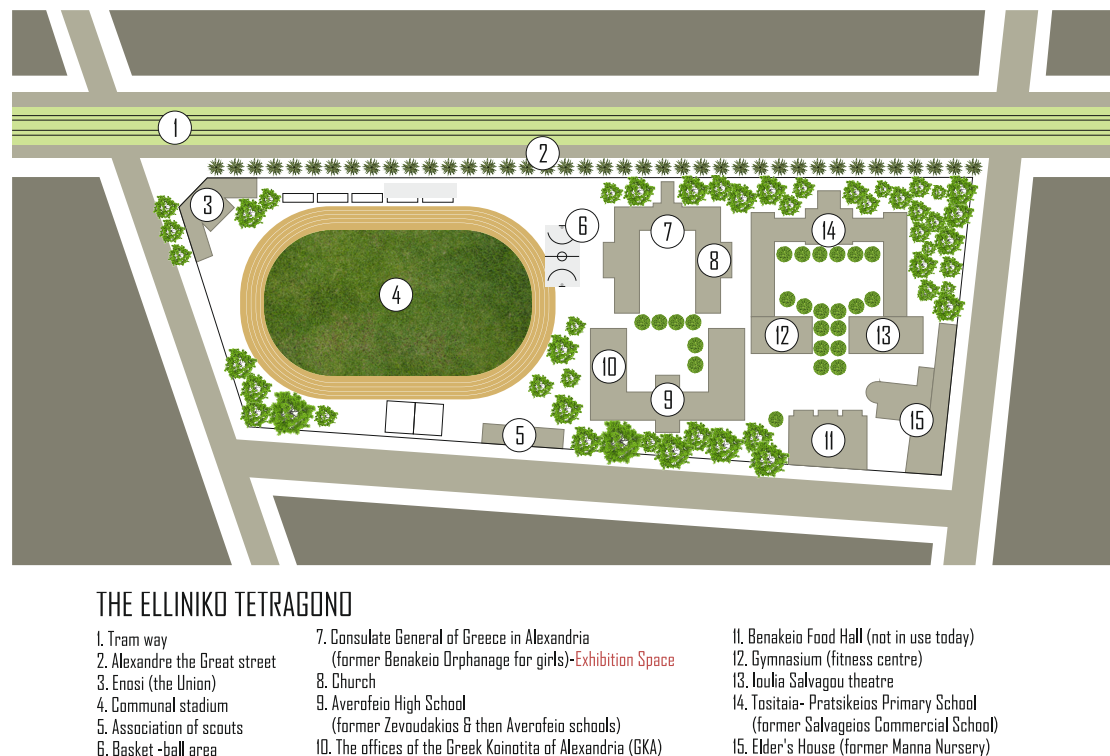 1
2
3
4
5
6
7
8
9
10
11
12
13
14
15
THE ELLINIKO TETRAGONO
1. Tram way
2. Alexandre the Great street
3. Enosi (the Union)
4. Communal stadium
5. Association of scouts
6. Basket -ball area
7. Consulate General of Greece in Alexandria
(former Benakeio Orphanage for girls)-Exhibition Space
8. Church
9. Averofeio High School
(former Zevoudakios & then Averofeio schools)
10. The offices of the Greek Koinotita of Alexandria (GKA)
11. Benakeio Food Hall (not in use today)
12. Gymnasium (fitness centre)
13. Ioulia Salvagou theatre
14. Tositaia- Pratsikeios Primary School
(former Salvageios Commercial School)
15. Elder's House (former Manna Nursery)